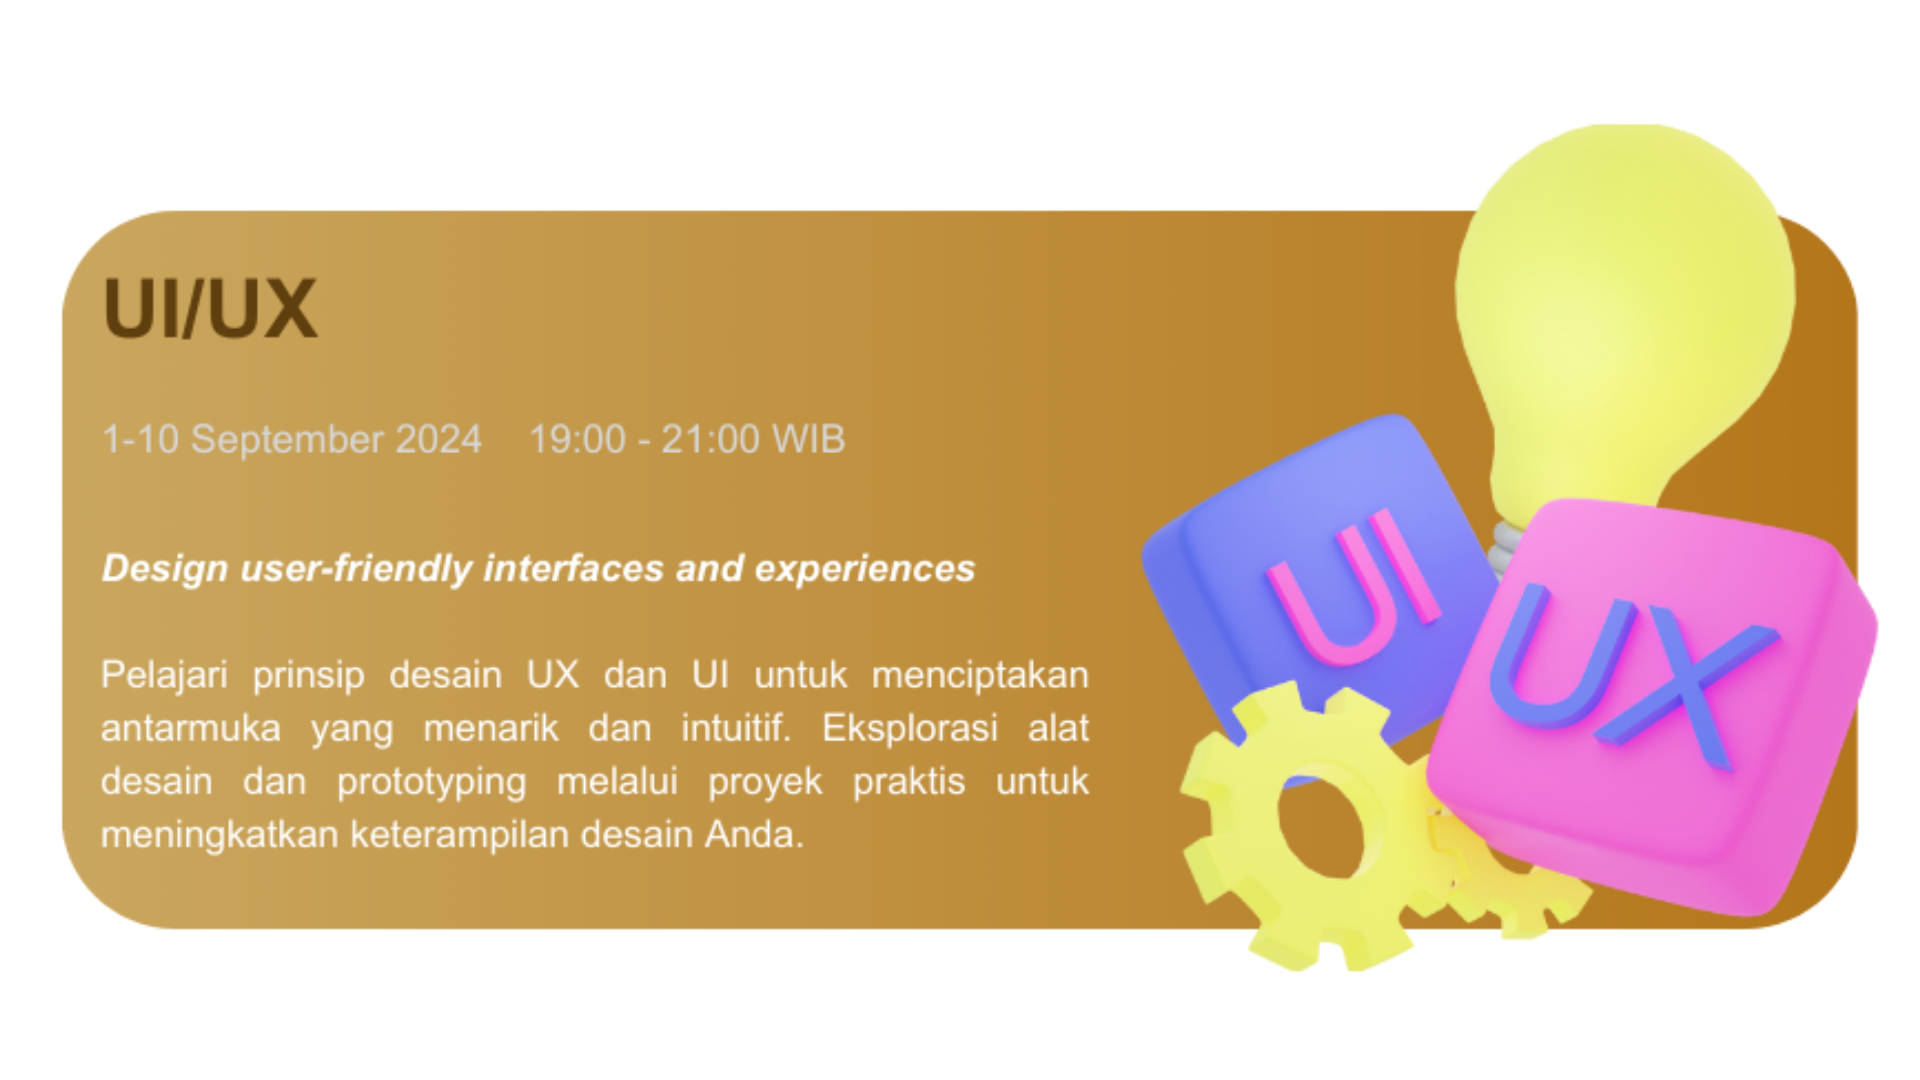 UI/UX
1-10 September 2024 19:00 - 21:00 WIB
Design user-friendly interfaces and experiences
Pelajari prinsip desain UX dan UI untuk menciptakan
antarmuka yang menarik dan intuitif. Eksplorasi alat
desain dan prototyping melalui proyek praktis untuk
meningkatkan keterampilan desain Anda.
UI
UX